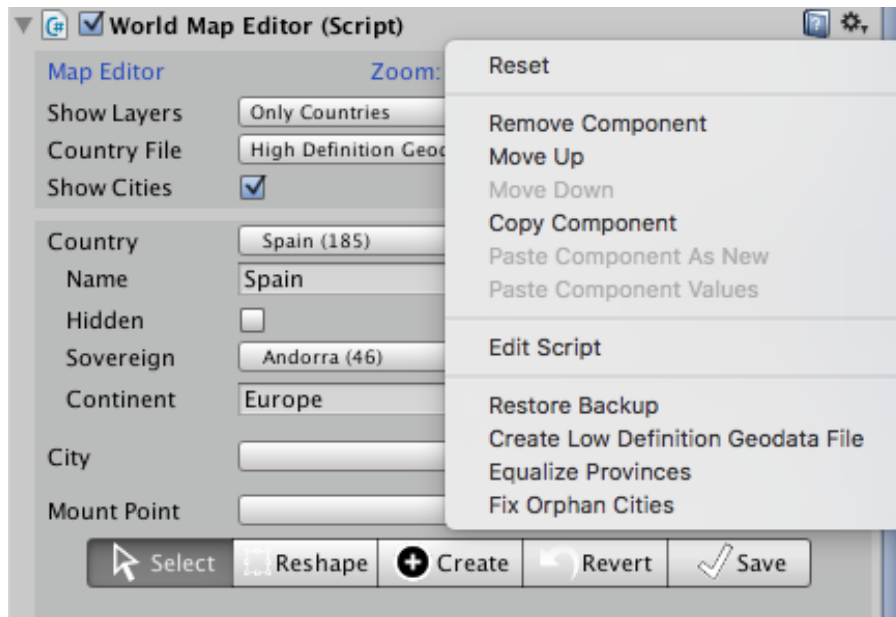 World Map Editor (Script)
Map Editor Zoom:
Show Layers Only Countries
Country File High Definition Geod
Show Cities
Country Spain (185)
Name Spain
Hidden
Sovereign Andorra (46)
Continent Europe
City
Mount Point
Select Reshape Create Revert Save
Reset
Remove Component
Move Up
Move Down
Copy Component
Paste Component As New
Paste Component Values
Edit Script
Restore Backup
Create Low Definition Geodata File
Equalize Provinces
Fix Orphan Cities